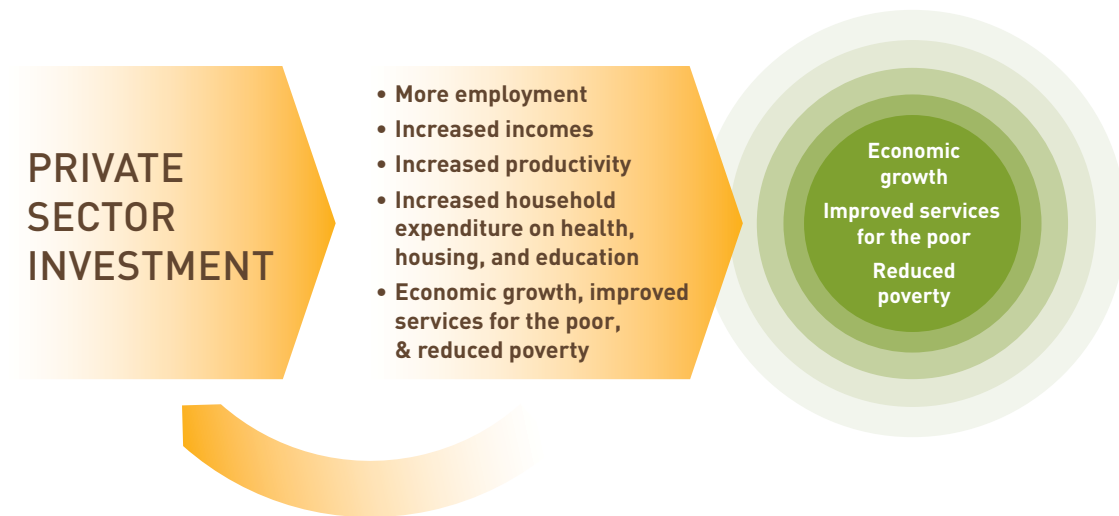 PRIVATE
SECTOR
INVESTMENT
• More employment
• Increased incomes
• Increased productivity
• Increased household
expenditure on health,
housing, and education
• Economic growth, improved
services for the poor,
& reduced poverty
Economic
growth
Improved services
for the poor
Reduced
poverty